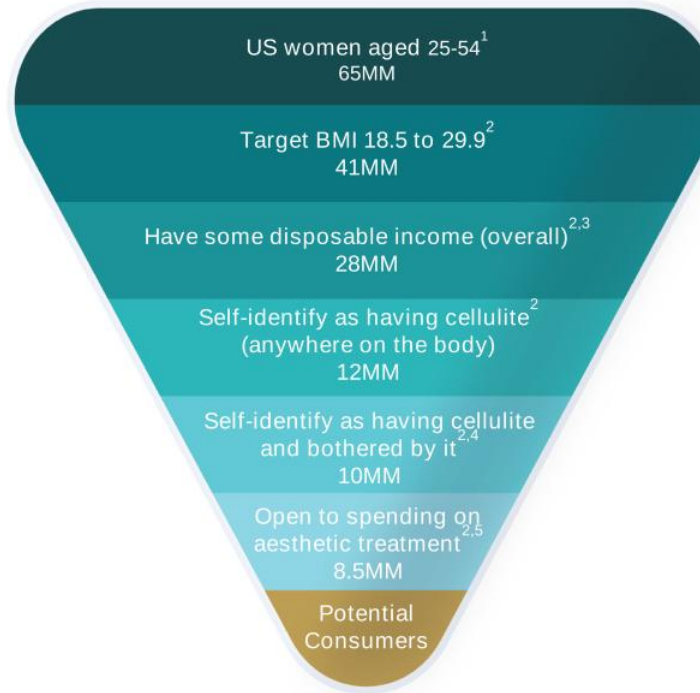 US women aged 25-54¹
65MM
Target BMI 18.5 to 29.9²
41MM
Have some disposable income (overall)²,³
28MM
Self-identify as having cellulite²
(anywhere on the body)
12MM
Self-identify as having cellulite
and bothered by it²,⁴
10MM
Open to spending on
aesthetic treatment²,⁵
8.5MM
Potential
Consumers